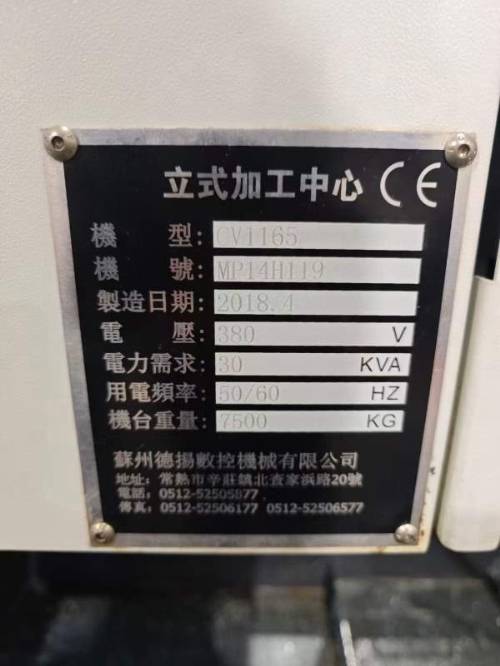 立式加工中心 CE
機 型: CV1165
機 號: MP14H119
製造日期: 2018.4
電 壓: 380 V
電力需求: 30 KVA
用電頻率: 50/60 HZ
機台重量: 7500 KG
蘇州德揚數控機械有限公司
地址: 常熟市辛莊鎮北查家浜路20號
電話: 0512-52505877
傳真: 0512-52506177 0512-52506577